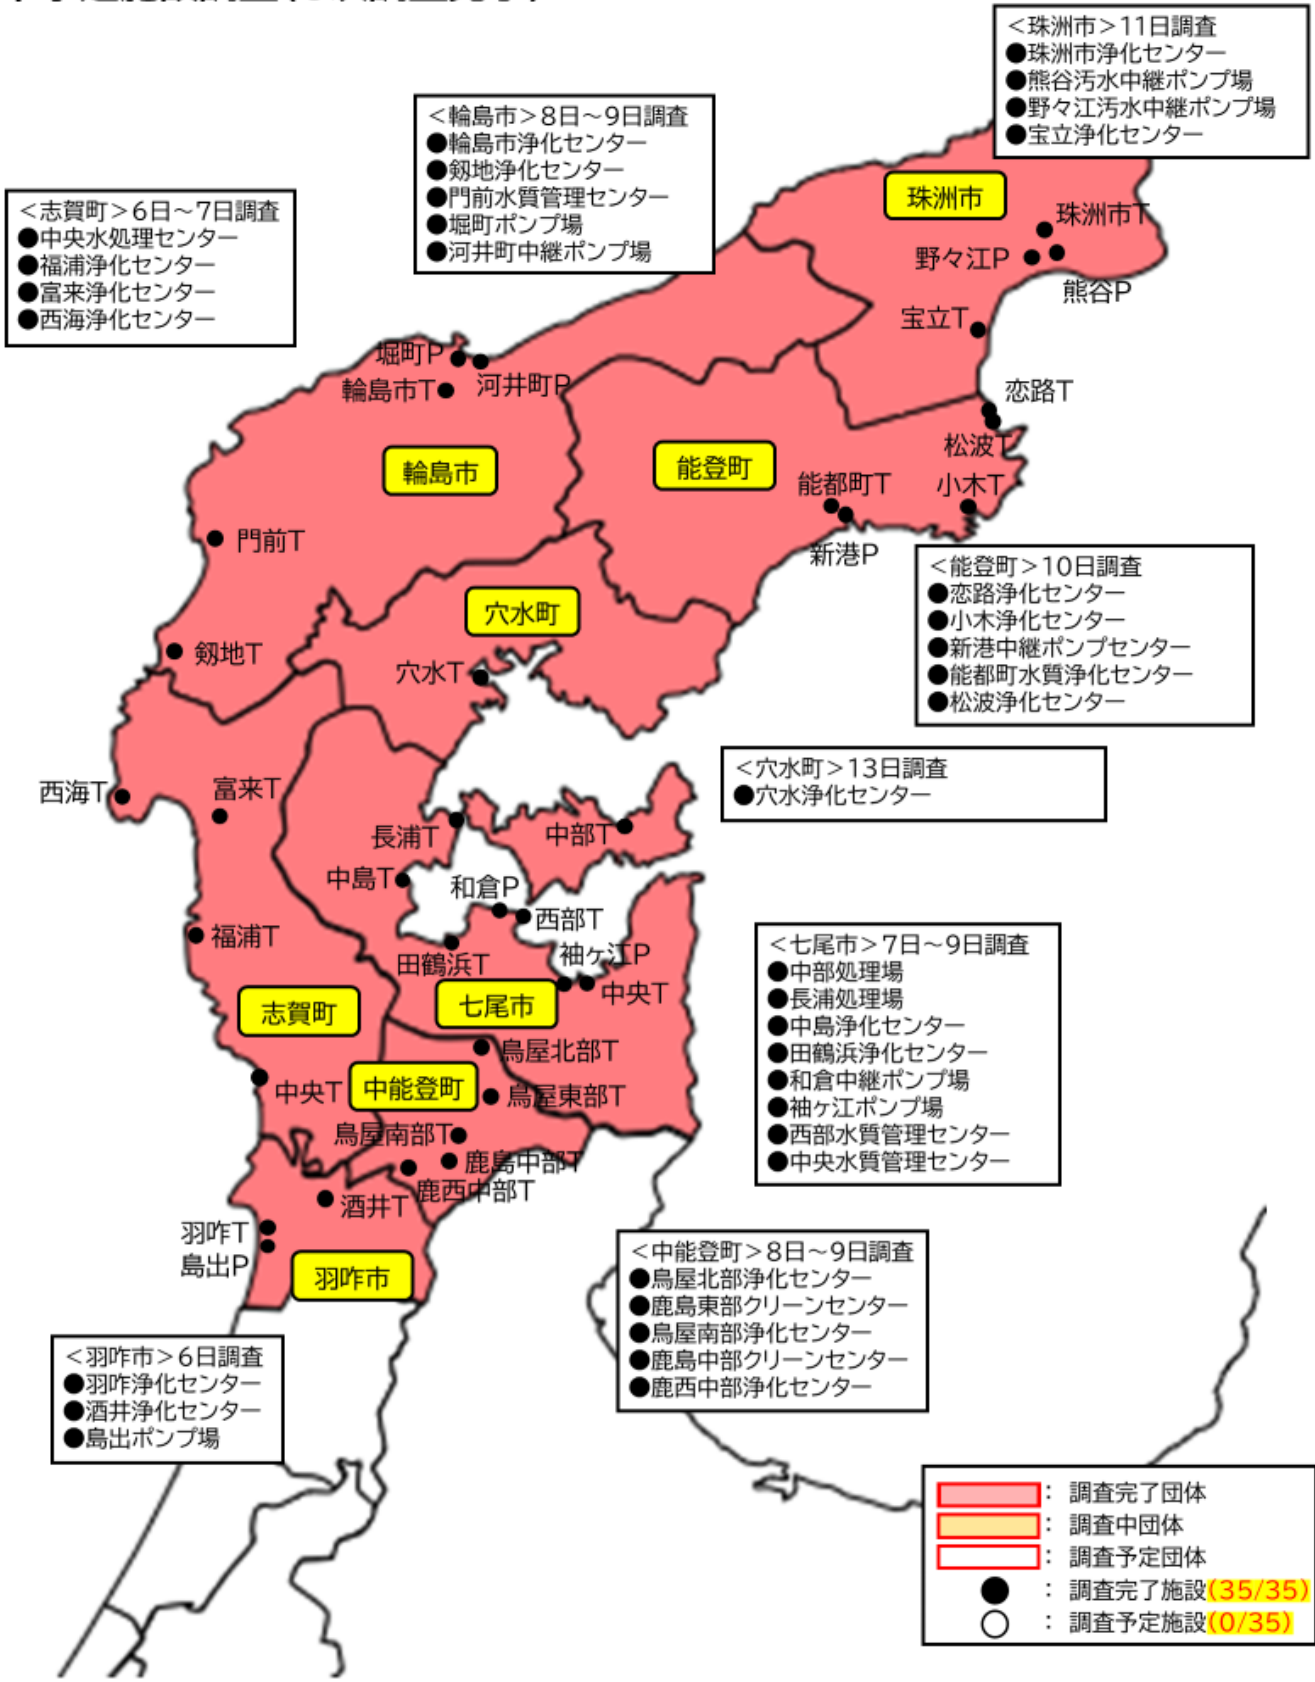 <珠洲市>11日調査
●珠洲市浄化センター
●熊谷汚水中継ポンプ場
●野々江汚水中継ポンプ場
●宝立浄化センター
<輪島市>8日～9日調査
●輪島市浄化センター
●剱地浄化センター
●門前水質管理センター
●堀町ポンプ場
●河井町中継ポンプ場
<志賀町>6日～7日調査
●中央水処理センター
●福浦浄化センター
●富来浄化センター
●西海浄化センター
珠洲市
珠洲市T
野々江P
熊谷P
宝立T
堀町P
河井町P
輪島市T
恋路T
松波T
輪島市
能登町
能都町T
小木T
新港P
門前T
<能登町>10日調査
●恋路浄化センター
●小木浄化センター
●新港中継ポンプセンター
●能都町水質浄化センター
●松波浄化センター
穴水町
剱地T
穴水T
<穴水町>13日調査
●穴水浄化センター
西海T
富来T
長浦T
中部T
中島T
和倉P
西部T
福浦T
田鶴浜T
袖ヶ江P
中央T
<七尾市>7日～9日調査
●中部処理場
●長浦処理場
●中島浄化センター
●田鶴浜浄化センター
●和倉中継ポンプ場
●袖ヶ江ポンプ場
●西部水質管理センター
●中央水質管理センター
志賀町
七尾市
鳥屋北部T
中央T
中能登町
鳥屋東部T
鳥屋南部T
鹿島中部T
鹿西中部T
酒井T
羽咋T
島出P
羽咋市
<中能登町>8日～9日調査
●鳥屋北部浄化センター
●鹿島東部クリーンセンター
●鳥屋南部浄化センター
●鹿島中部クリーンセンター
●鹿西中部浄化センター
<羽咋市>6日調査
●羽咋浄化センター
●酒井浄化センター
●島出ポンプ場
：調査完了団体
：調査中団体
：調査予定団体
●：調査完了施設(35/35)
○：調査予定施設(0/35)